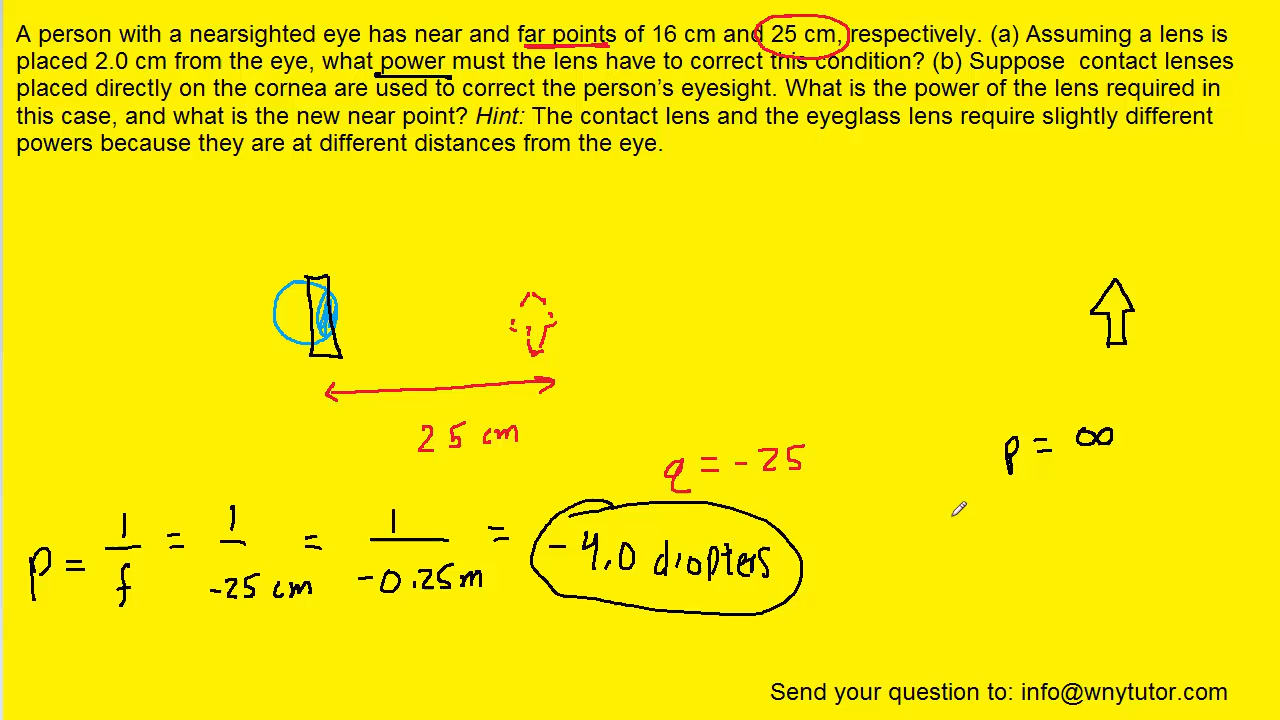 A person with a nearsighted eye has near and far points of 16 cm and 25 cm, respectively. (a) Assuming a lens is
placed 2.0 cm from the eye, what power must the lens have to correct this condition? (b) Suppose  contact lenses
placed directly on the cornea are used to correct the person's eyesight. What is the power of the lens required in
this case, and what is the new near point? Hint: The contact lens and the eyeglass lens require slightly different
powers because they are at different distances from the eye.
25 cm
q = -25
p = ∞
P = 1/f = 1/-25 cm = 1/-0.25m = -4.0 diopters
Send your question to: info@wnytutor.com